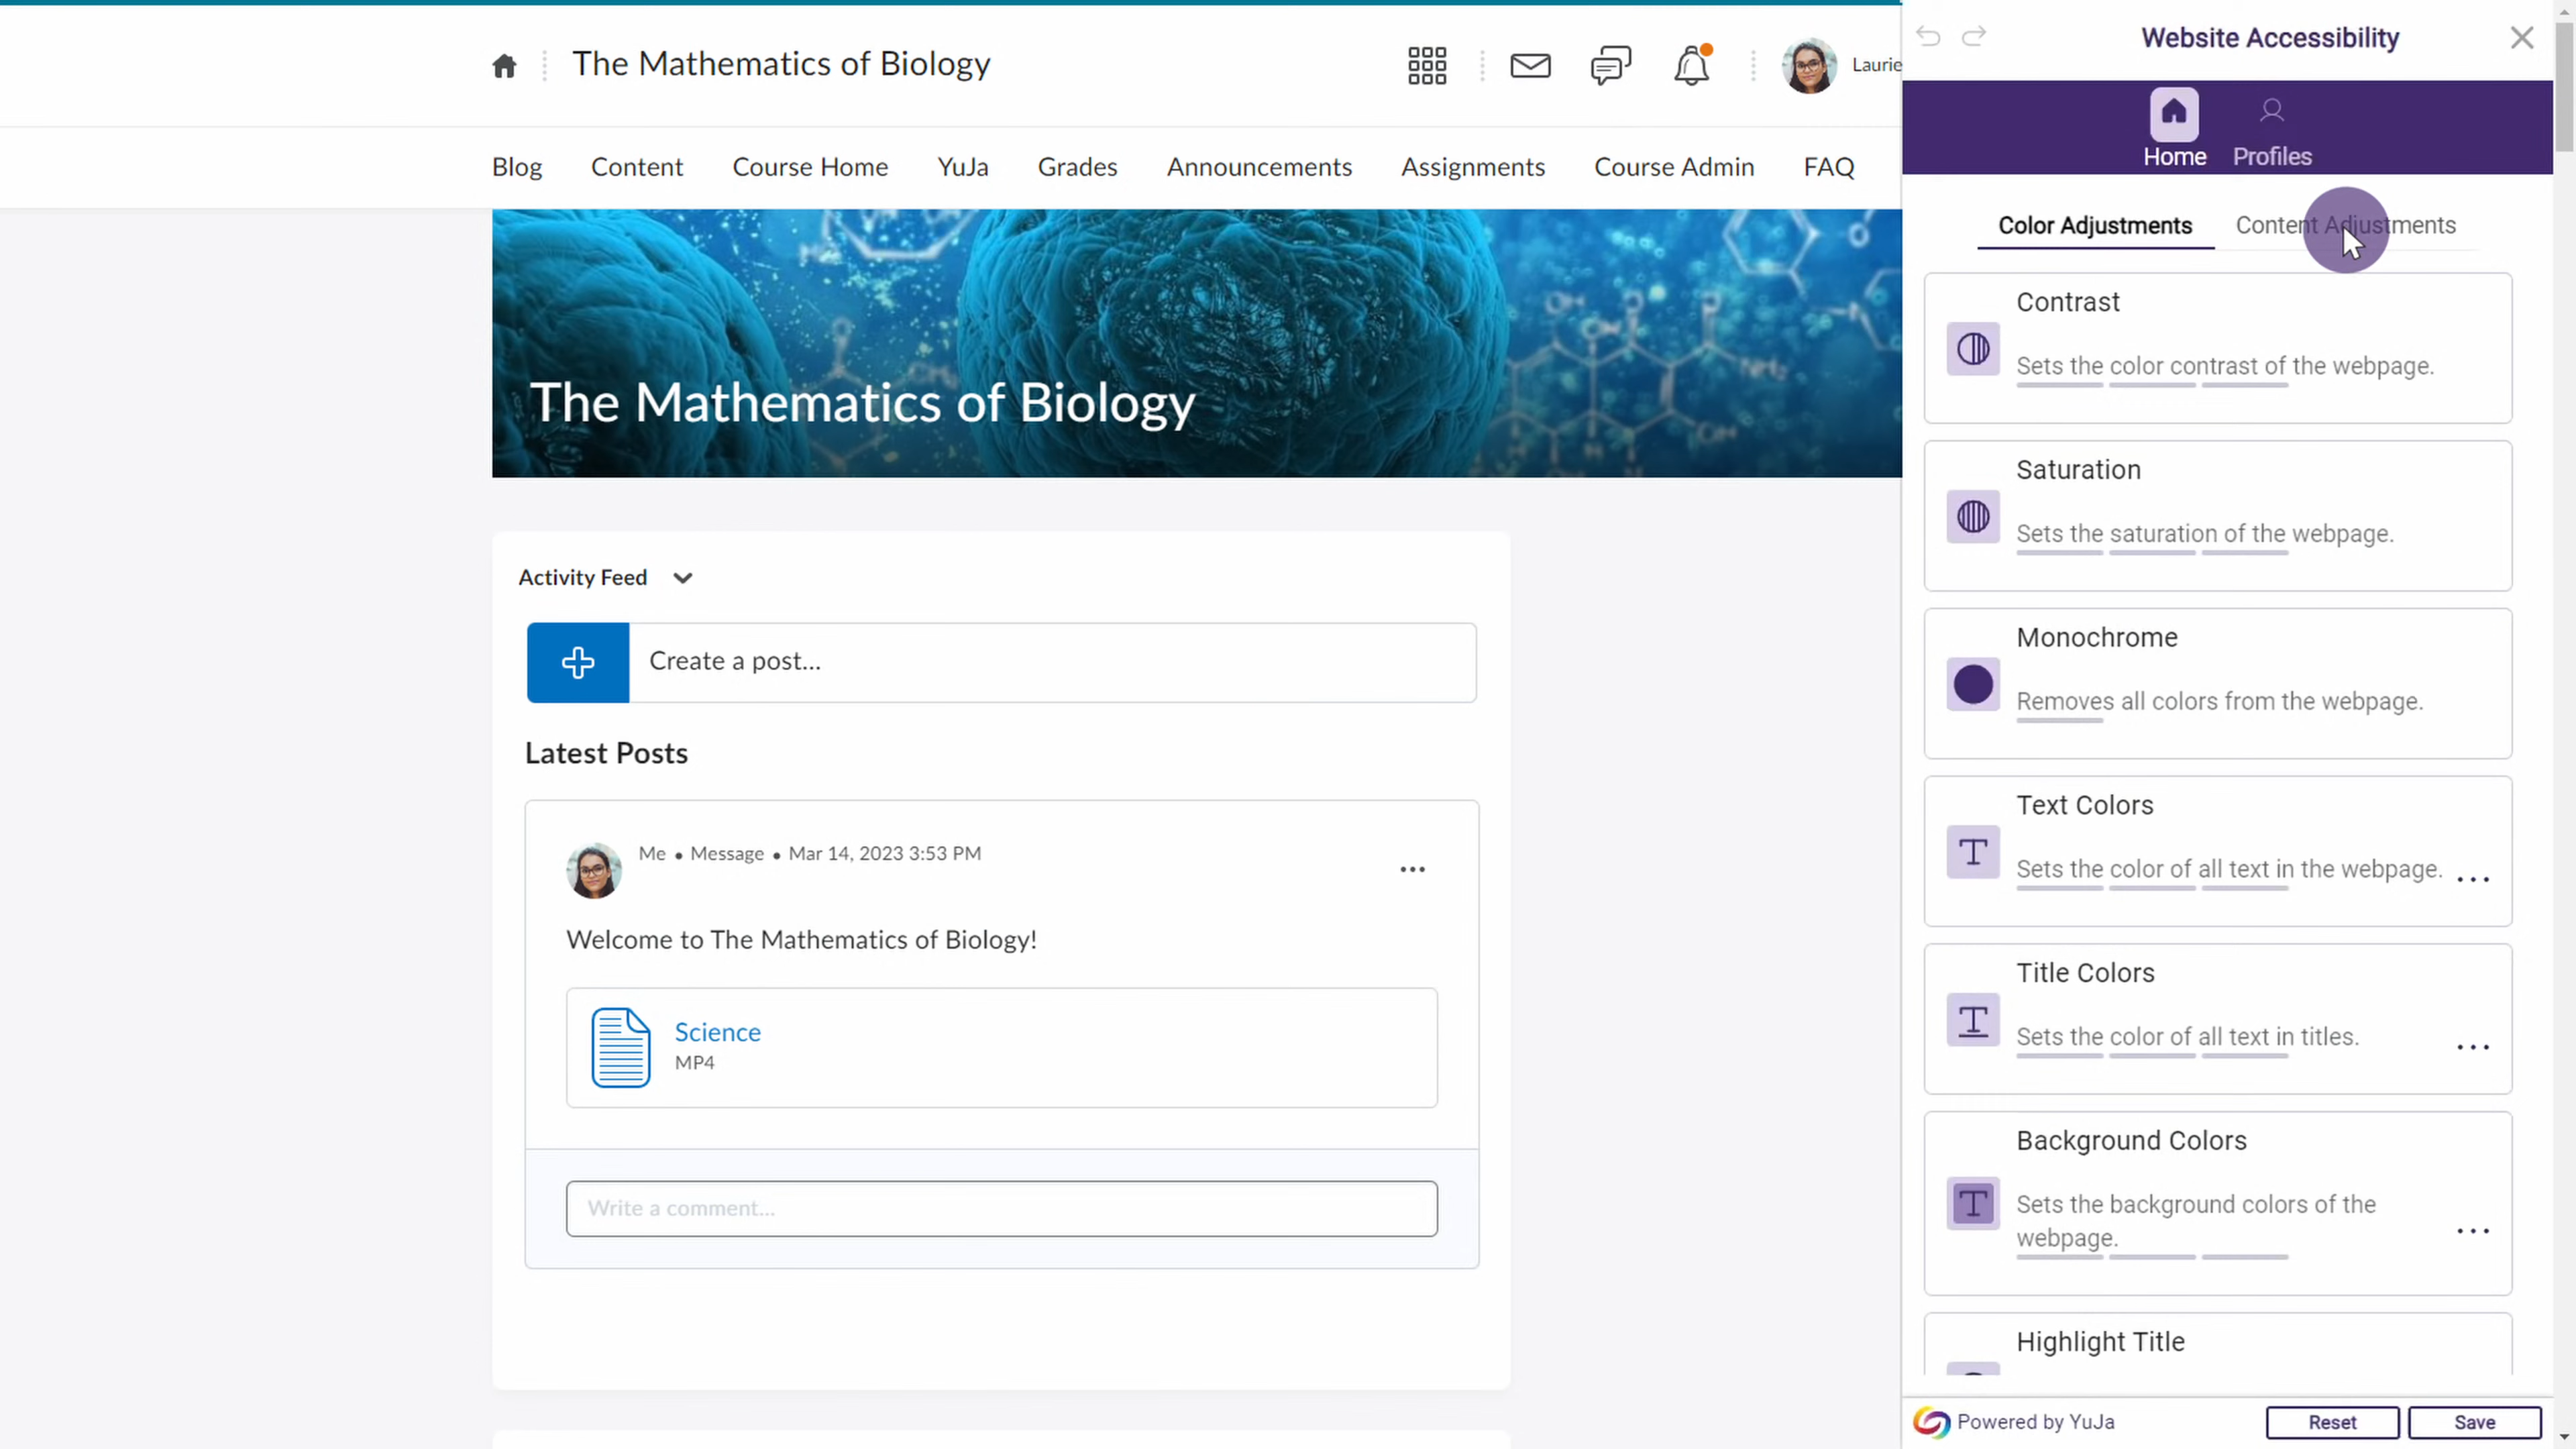 The Mathematics of Biology
Laurie
Blog Content Course Home YuJa Grades Announcements Assignments Course Admin FAQ
The Mathematics of Biology
Activity Feed
Create a post...
Latest Posts
Me • Message • Mar 14, 2023 3:53 PM
Welcome to The Mathematics of Biology!
Science
MP4
Write a comment...
Website Accessibility
Home Profiles
Color Adjustments Content Adjustments
Contrast
Sets the color contrast of the webpage.
Saturation
Sets the saturation of the webpage.
Monochrome
Removes all colors from the webpage.
Text Colors
Sets the color of all text in the webpage.
Title Colors
Sets the color of all text in titles.
Background Colors
Sets the background colors of the
webpage.
Highlight Title
Powered by YuJa Reset Save